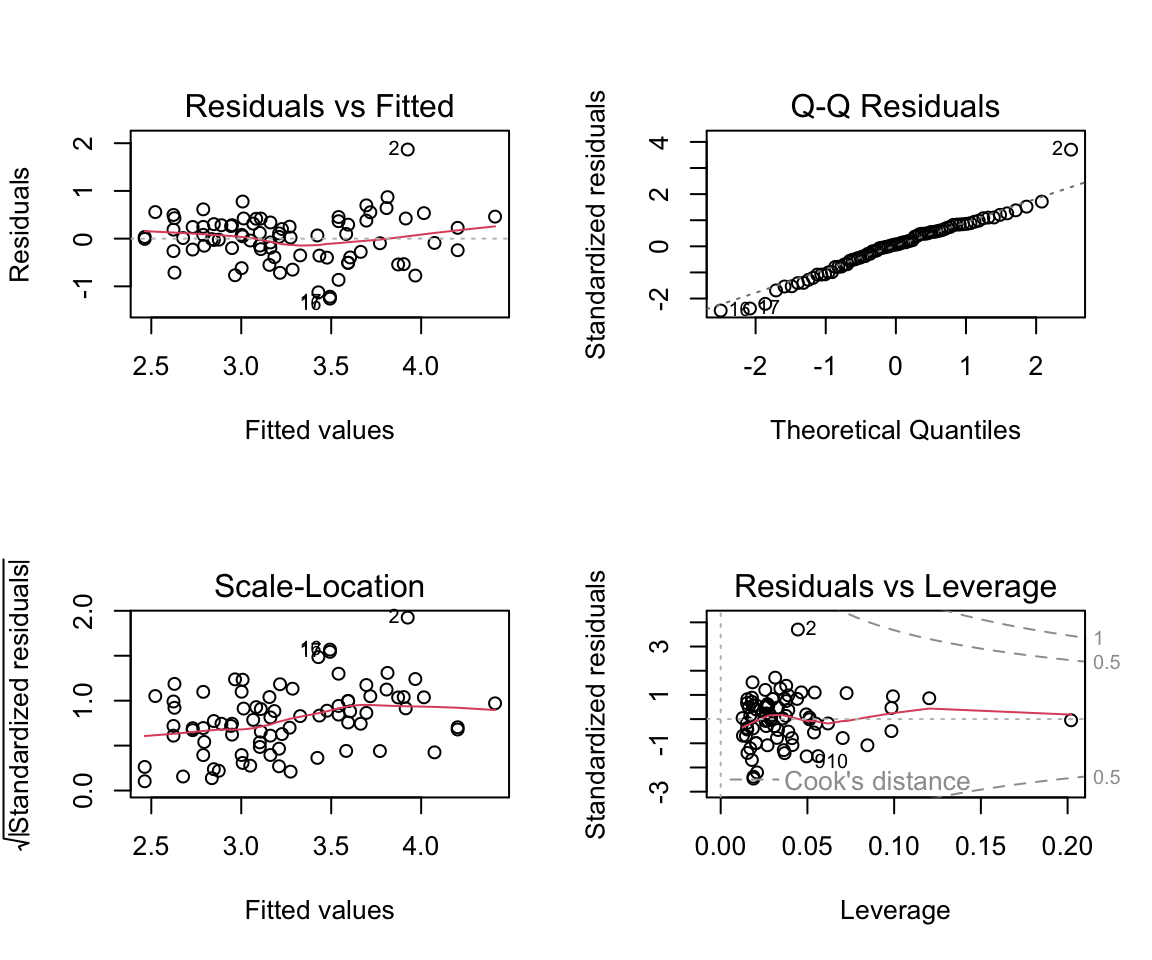 Residuals vs Fitted
Residuals
2
1
0
-1
2
16
17
2.5 3.0 3.5 4.0
Fitted values
Q-Q Residuals
Standardized residuals
4
2
0
-2
2
16 17
-2 -1 0 1 2
Theoretical Quantiles
Scale-Location
√|Standardized residuals|
2.0
1.0
0.0
2
16
2.5 3.0 3.5 4.0
Fitted values
Residuals vs Leverage
Standardized residuals
3
1
-1
-3
2
910
Cook's distance
1
0.5
0.5
0.00 0.05 0.10 0.15 0.20
Leverage